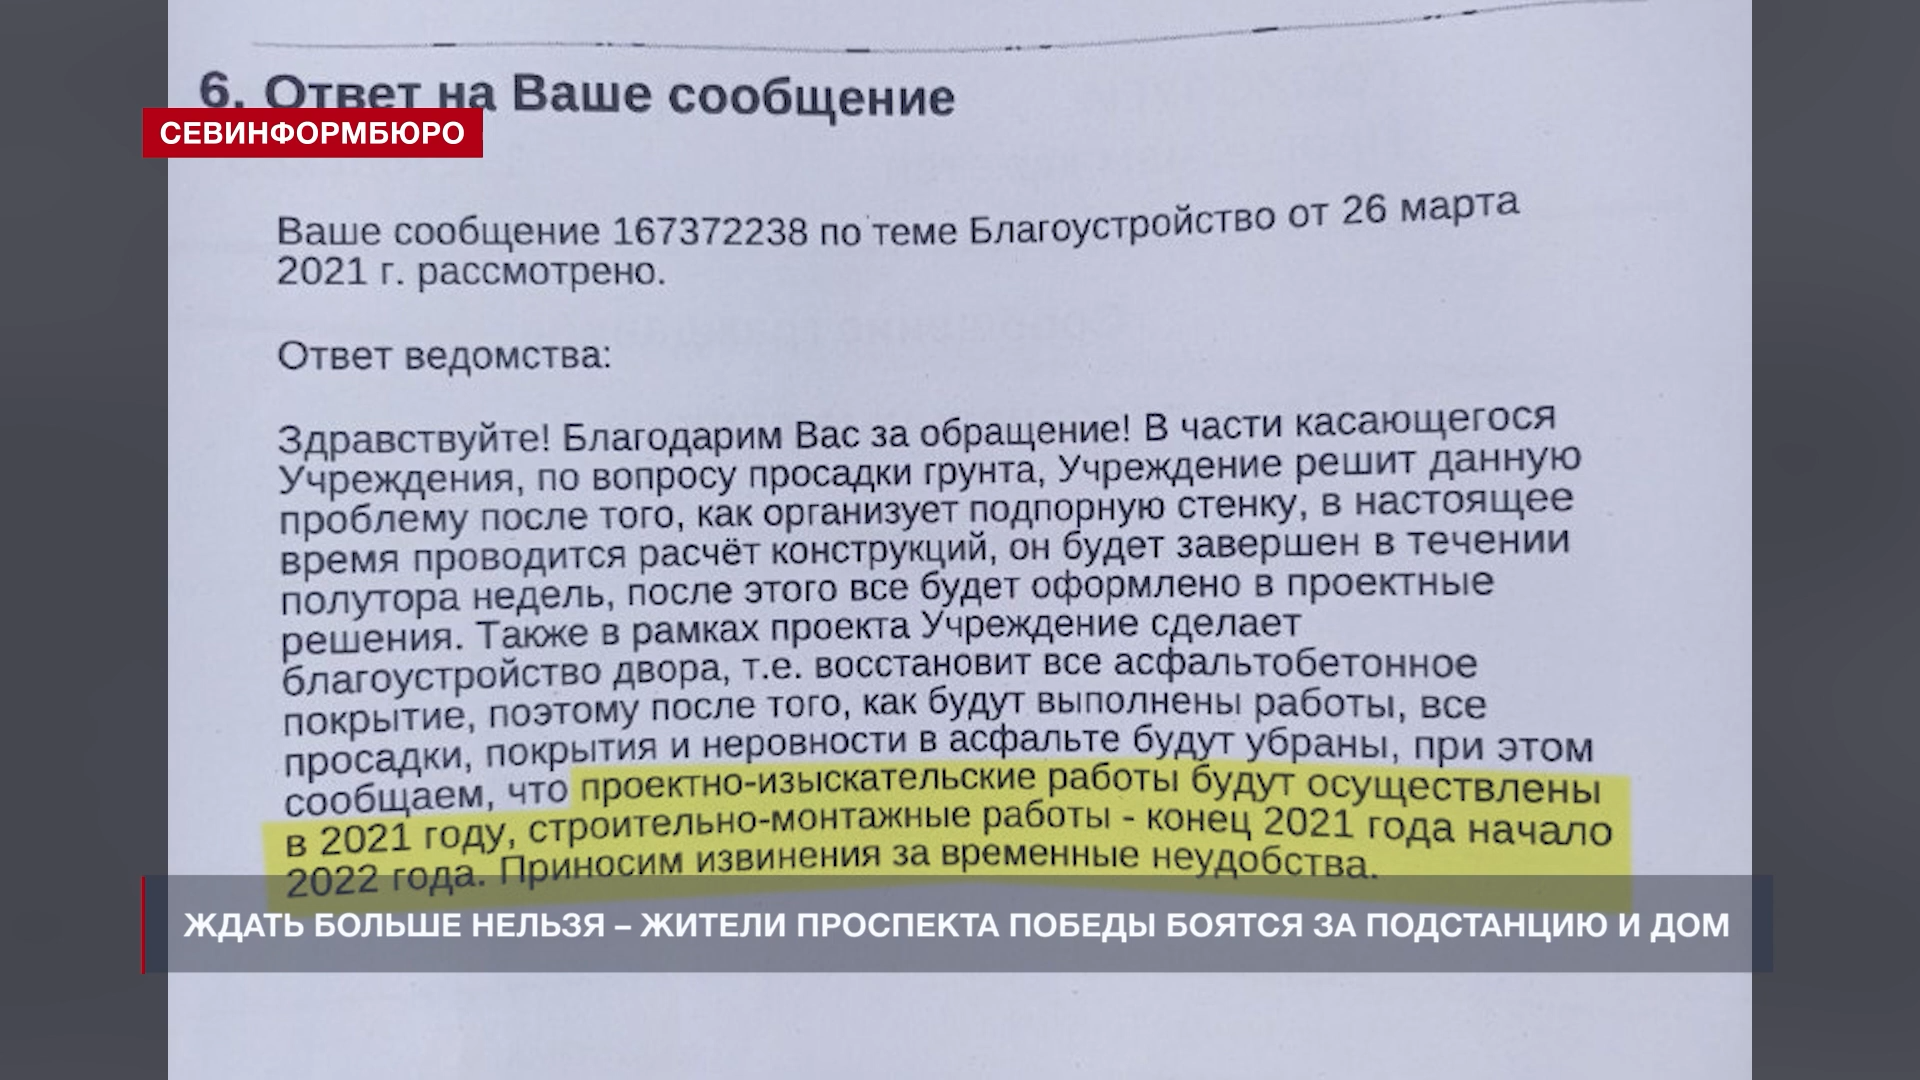 6. Ответ на Ваше сообщение
СЕВИНФОРМБЮРО
Ваше сообщение 167372238 по теме Благоустройство от 26 марта
2021 г. рассмотрено.
Ответ ведомства:
Здравствуйте! Благодарим Вас за обращение! В части касающегося
Учреждения, по вопросу просадки грунта, Учреждение решит данную
проблему после того, как организует подпорную стенку, в настоящее
время проводится расчёт конструкций, он будет завершен в течении
полутора недель, после этого все будет оформлено в проектные
решения. Также в рамках проекта Учреждение сделает
благоустройство двора, т.е. восстановит все асфальтобетонное
покрытие, поэтому после того, как будут выполнены работы, все
просадки, покрытия и неровности в асфальте будут убраны, при этом
сообщаем, что проектно-изыскательские работы будут осуществлены
в 2021 году, строительно-монтажные работы - конец 2021 года начало
2022 года. Приносим извинения за временные неудобства.
ЖДАТЬ БОЛЬШЕ НЕЛЬЗЯ – ЖИТЕЛИ ПРОСПЕКТА ПОБЕДЫ БОЯТСЯ ЗА ПОДСТАНЦИЮ И ДОМ